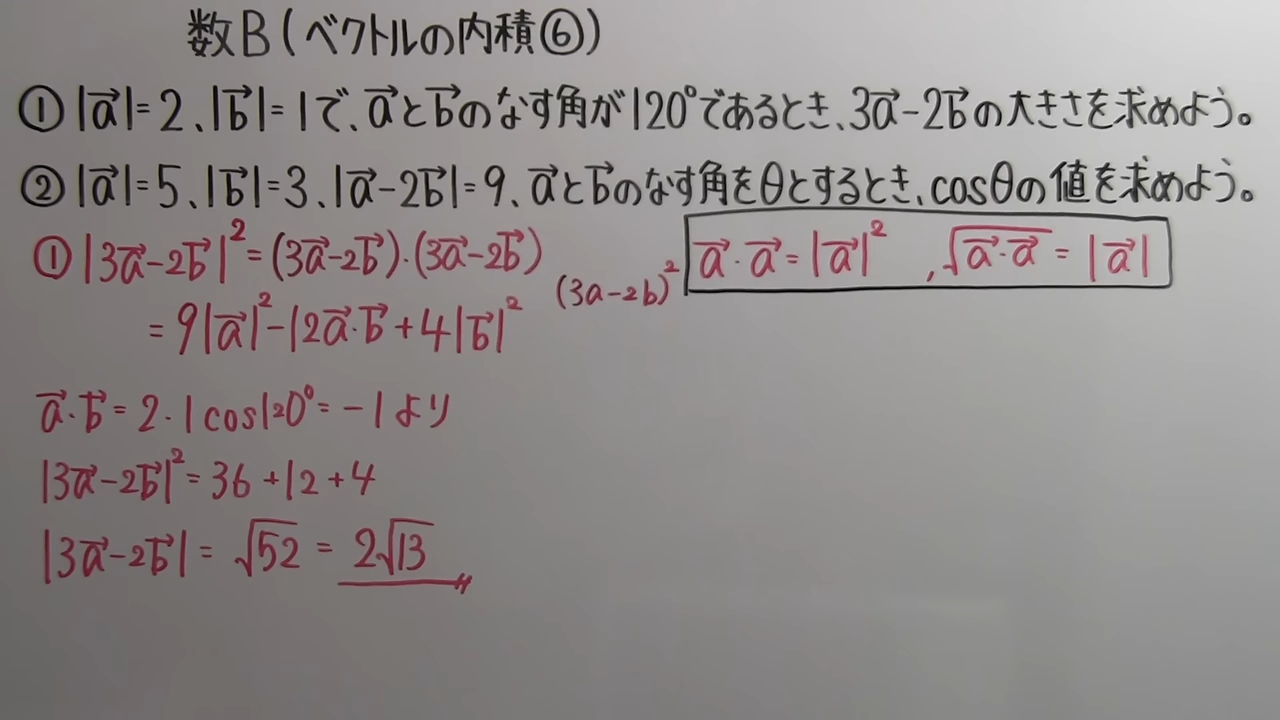 数B(ベクトルの内積⑥)
①|a→|=2、|b→|=1で、a→とb→のなす角が120°であるとき、3a→-2b→の大きさを求めよう。
②|a→|=5、|b→|=3、|a→-2b→|=9、a→とb→のなす角をθとするとき、cosθの値を求めよう。
①|3a→-2b→|²=(3a→-2b→)·(3a→-2b→)
(3a-2b)²
a→·a→=|a→|² ,√(a→·a→)=|a→|
=9|a→|²-12a→·b→+4|b→|²
a→·b→=2·1cos120°=-1より
|3a→-2b→|²=36+12+4
|3a→-2b→|=√52=2√13